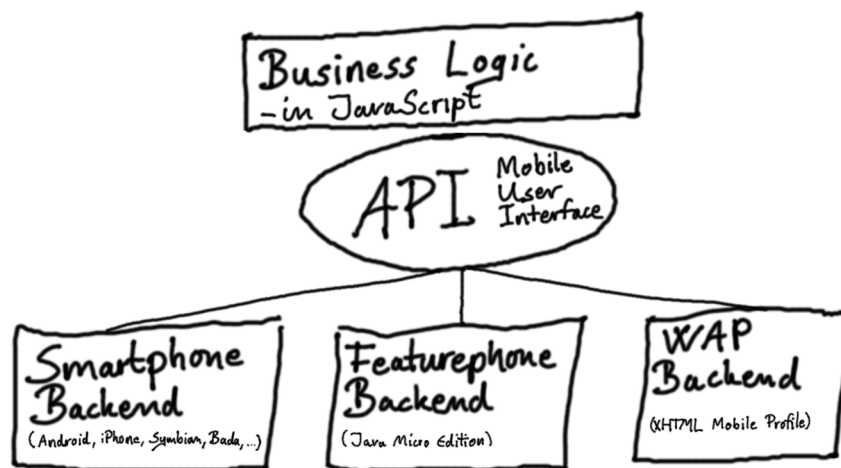 Business Logic
- in JavaScript
API
Mobile
User
Interface
Smartphone
Backend
(Android, iPhone, Symbian, Bada, ...)
Featurephone
Backend
(Java Micro Edition)
WAP
Backend
(XHTML Mobile Profile)